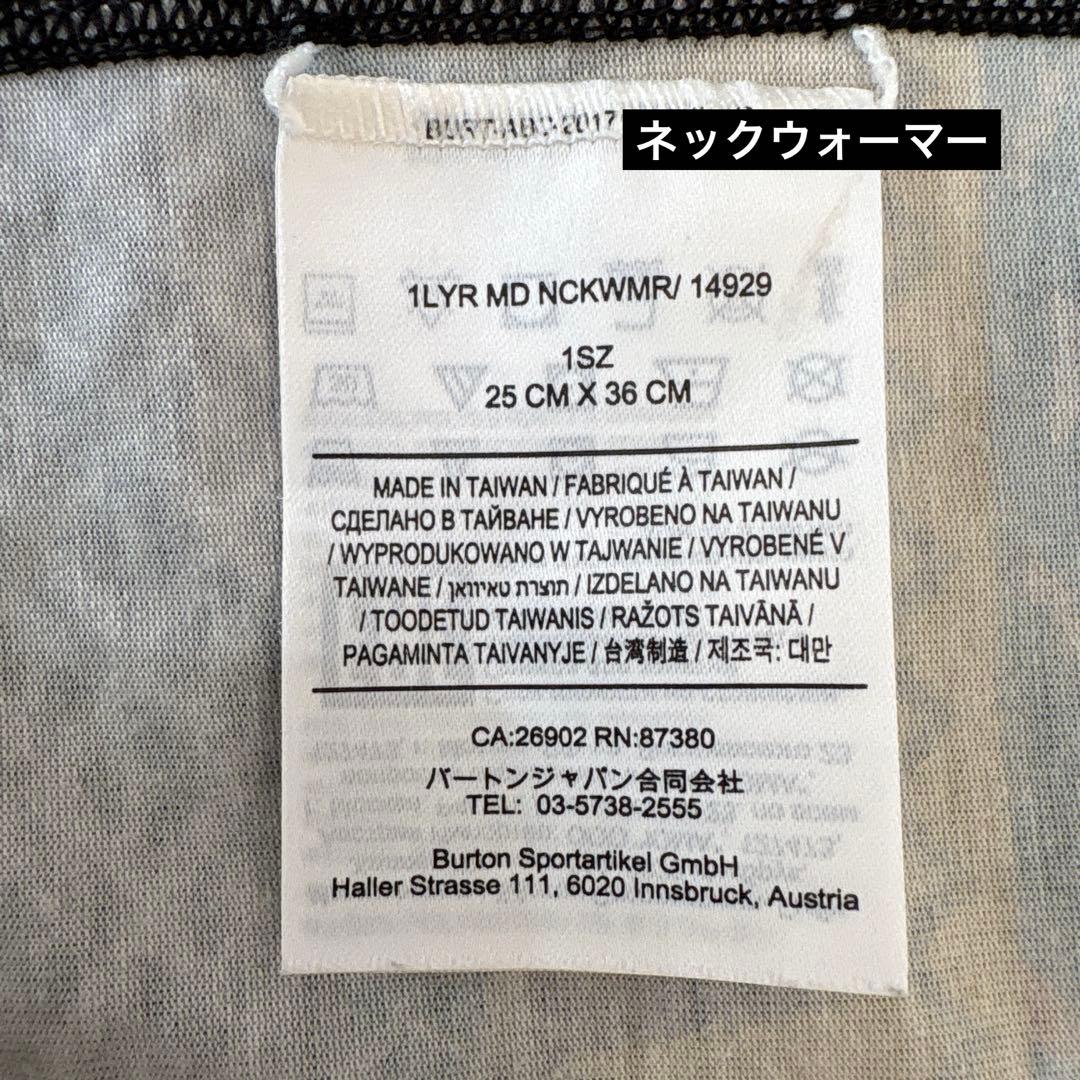 BURT-ABU-2017
ネックウォーマー
1LYR MD NCKWMR/ 14929
1SZ
25 CM X 36 CM
MADE IN TAIWAN / FABRIQUÉ À TAIWAN /
СДЕЛАНО В ТАЙВАНЕ / VYROBENO NA TAIWANU
/ WYPRODUKOWANO W TAJWANIE / VYROBENÉ V
TAIWANE / תוצרת טאיוואן / IZDELANO NA TAIWANU
/ TOODETUD TAIWANIS / RAŽOTS TAIVĀNĀ /
PAGAMINTA TAIVANYJE / 台湾制造 / 제조국: 대만
CA:26902 RN:87380
バートンジャパン合同会社
TEL: 03-5738-2555
Burton Sportartikel GmbH
Haller Strasse 111, 6020 Innsbruck, Austria